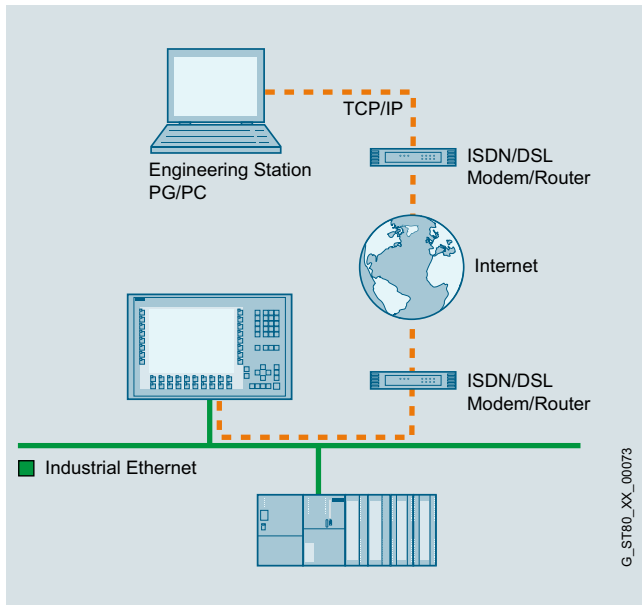 TCP/IP
ISDN/DSL
Modem/Router
Engineering Station
PG/PC
Internet
ISDN/DSL
Modem/Router
Industrial Ethernet
G_ST80_XX_00073